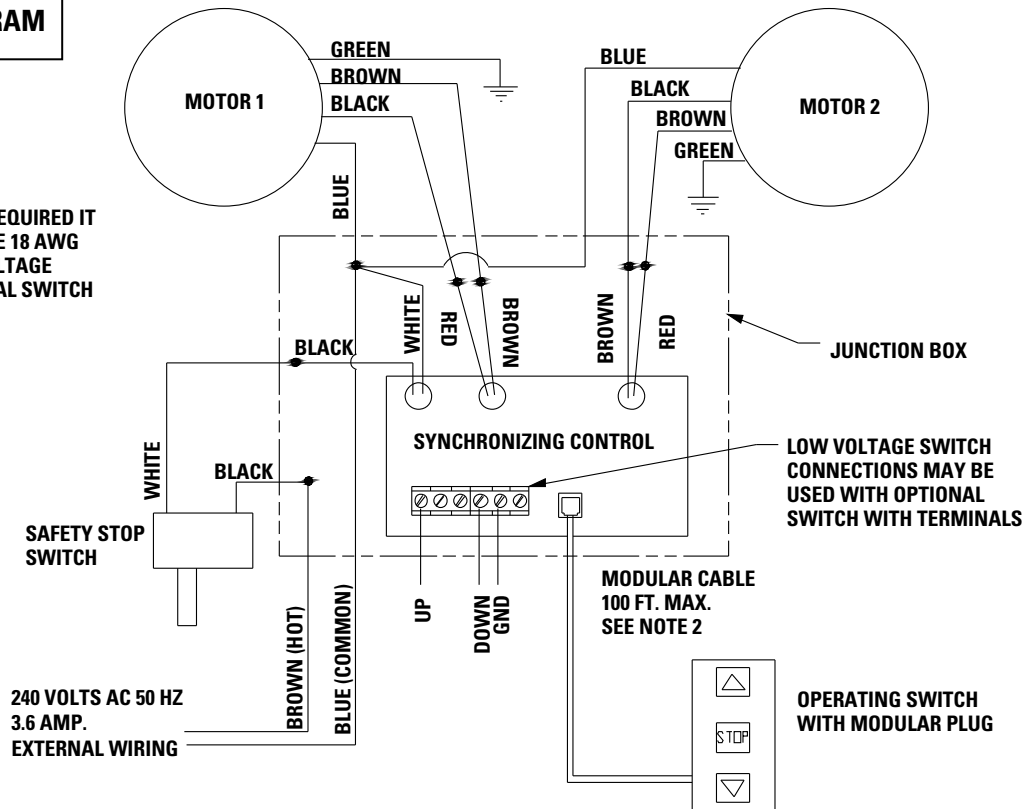 RAM
GREEN
BROWN
BLACK
MOTOR 1
BLUE
BLACK
BROWN
GREEN
MOTOR 2
BLUE
EQUIRED IT
E 18 AWG
LTAGE
AL SWITCH
BLACK
WHITE
RED
BROWN
BROWN
RED
JUNCTION BOX
SYNCHRONIZING CONTROL
LOW VOLTAGE SWITCH
CONNECTIONS MAY BE
USED WITH OPTIONAL
SWITCH WITH TERMINALS
WHITE
BLACK
SAFETY STOP
SWITCH
UP
DOWN
GND
MODULAR CABLE
100 FT. MAX.
SEE NOTE 2
BROWN (HOT)
BLUE (COMMON)
240 VOLTS AC 50 HZ
3.6 AMP.
EXTERNAL WIRING
STOP
OPERATING SWITCH
WITH MODULAR PLUG